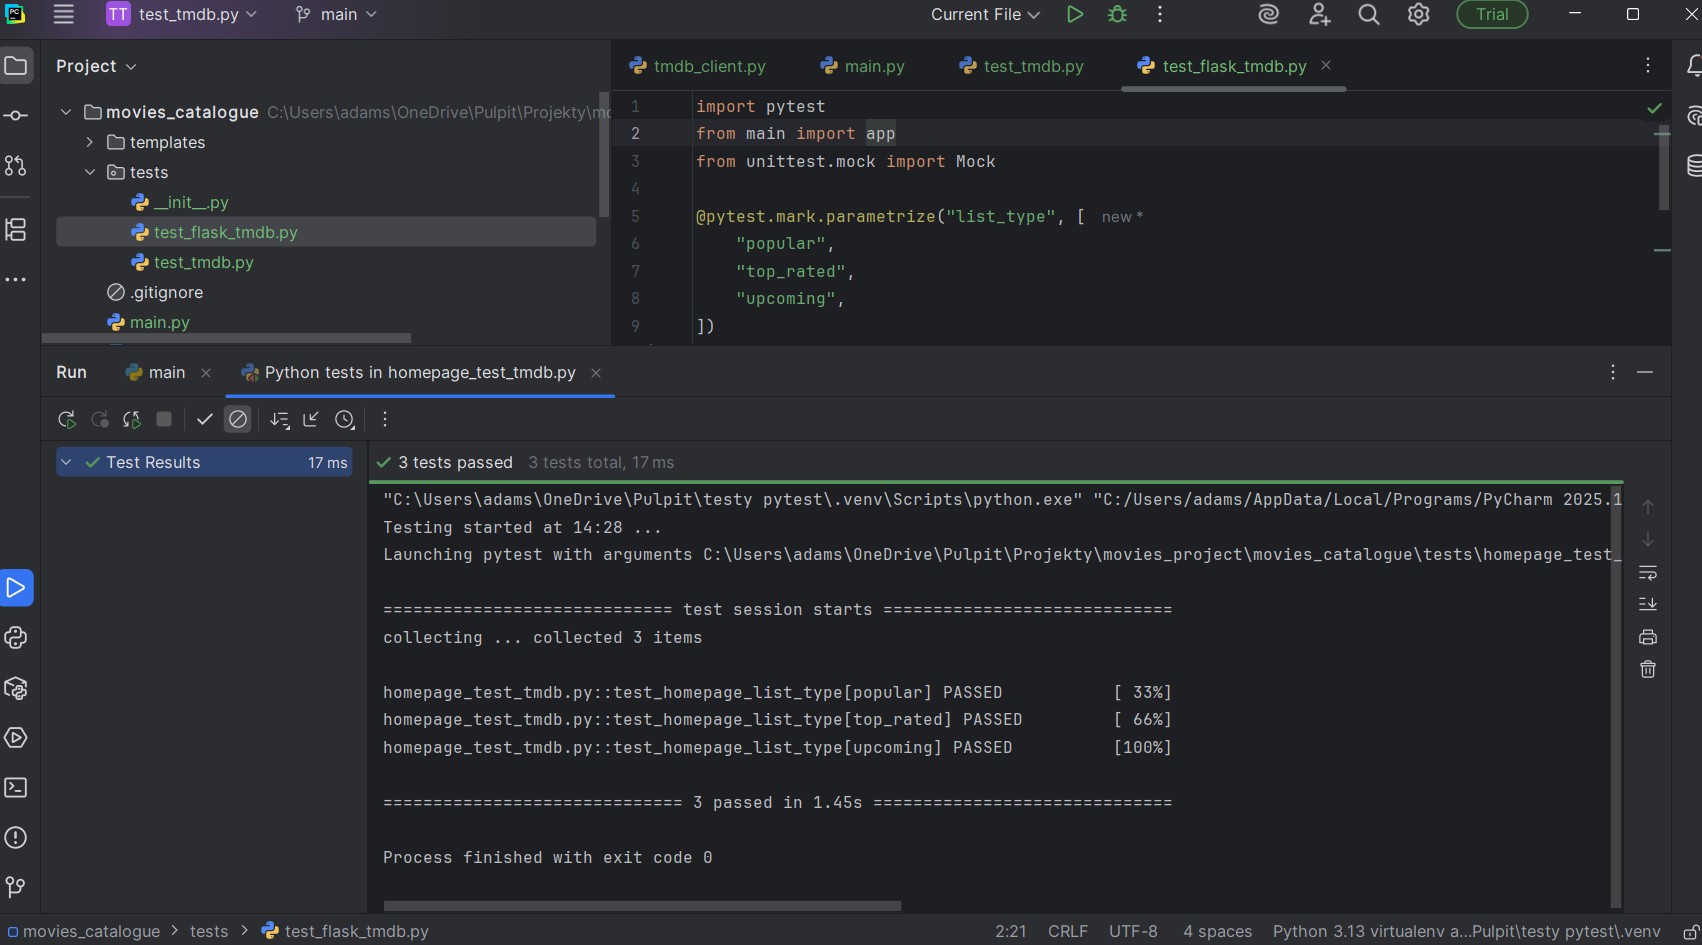 PC
TT test_tmdb.py main Current File Trial
Project
movies_catalogue C:\Users\adams\OneDrive\Pulpit\Projekty\mo
templates
tests
__init__.py
test_flask_tmdb.py
test_tmdb.py
.gitignore
main.py
tmdb_client.py main.py test_tmdb.py test_flask_tmdb.py
1 import pytest
2 from main import app
3 from unittest.mock import Mock
4
5 @pytest.mark.parametrize("list_type", [ new *
6 "popular",
7 "top_rated",
8 "upcoming",
9 ])
Run main Python tests in homepage_test_tmdb.py
Test Results 17 ms
3 tests passed 3 tests total, 17 ms
"C:\Users\adams\OneDrive\Pulpit\testy pytest\.venv\Scripts\python.exe" "C:/Users/adams/AppData/Local/Programs/PyCharm 2025.1
Testing started at 14:28 ...
Launching pytest with arguments C:\Users\adams\OneDrive\Pulpit\Projekty\movies_project\movies_catalogue\tests\homepage_test_
============================= test session starts =============================
collecting ... collected 3 items
homepage_test_tmdb.py::test_homepage_list_type[popular] PASSED [ 33%]
homepage_test_tmdb.py::test_homepage_list_type[top_rated] PASSED [ 66%]
homepage_test_tmdb.py::test_homepage_list_type[upcoming] PASSED [100%]
============================== 3 passed in 1.45s ==============================
Process finished with exit code 0
movies_catalogue > tests > test_flask_tmdb.py 2:21 CRLF UTF-8 4 spaces Python 3.13 virtualenv a...Pulpit\testy pytest\.venv